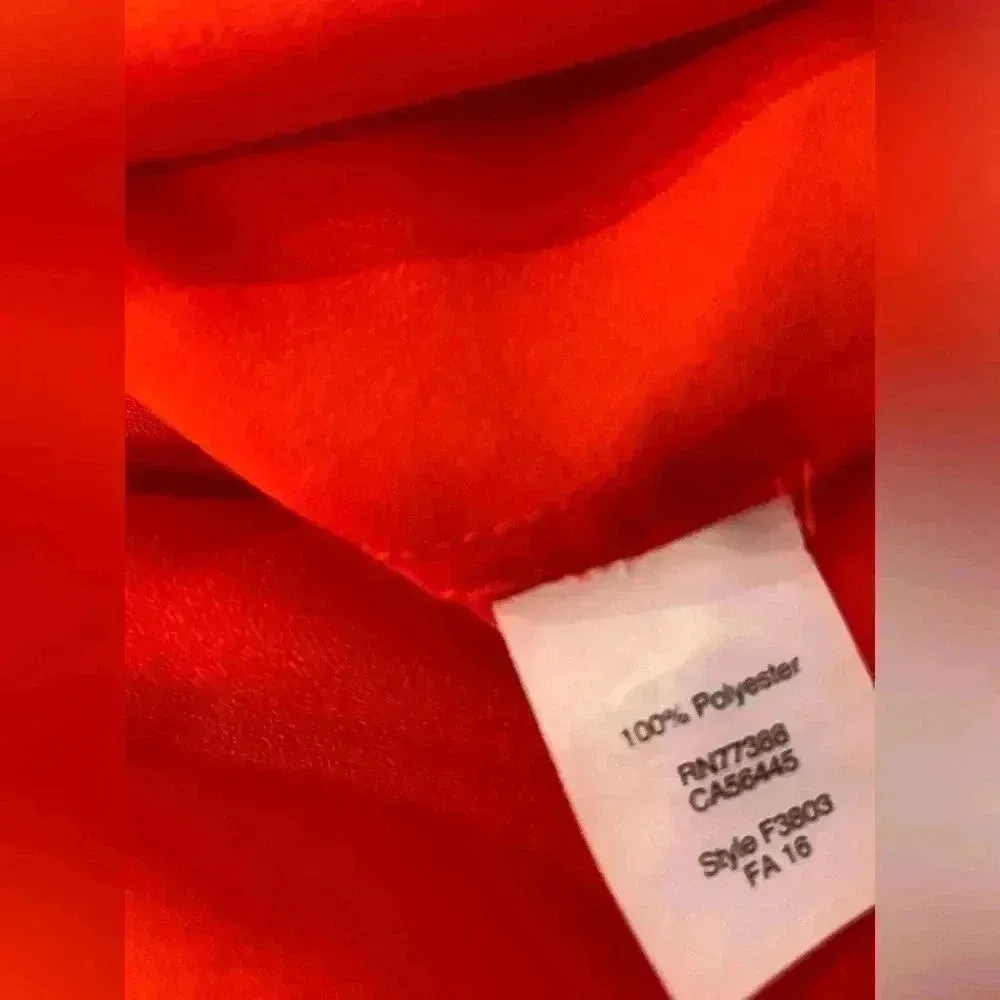 100% Polyester
RN77388
CA56445
Style F3803
FA 16